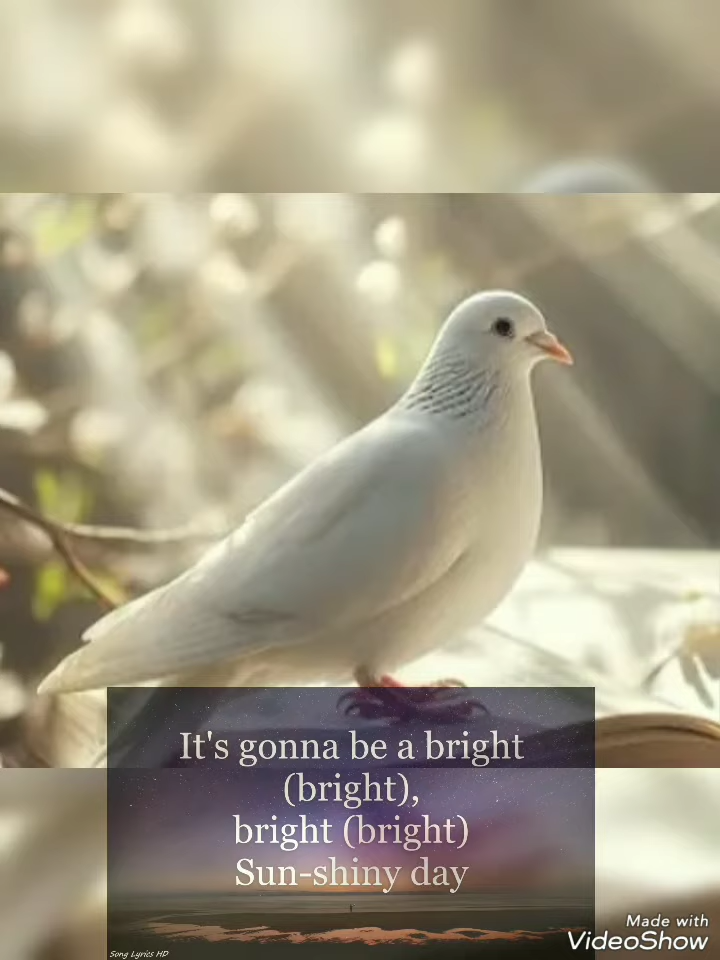 It's gonna be a bright
(bright),
bright (bright)
Sun-shiny day
Song Lyrics HD
Made with
VideoShow